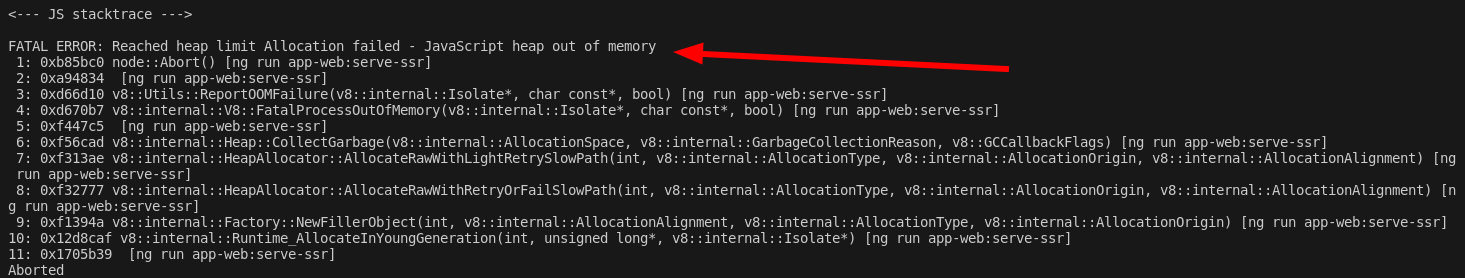 <--- JS stacktrace --->
FATAL ERROR: Reached heap limit Allocation failed - JavaScript heap out of memory
1: 0xb85bc0 node::Abort() [ng run app-web:serve-ssr]
2: 0xa94834  [ng run app-web:serve-ssr]
3: 0xd66d10 v8::Utils::ReportOOMFailure(v8::internal::Isolate*, char const*, bool) [ng run app-web:serve-ssr]
4: 0xd670b7 v8::internal::V8::FatalProcessOutOfMemory(v8::internal::Isolate*, char const*, bool) [ng run app-web:serve-ssr]
5: 0xf447c5  [ng run app-web:serve-ssr]
6: 0xf56cad v8::internal::Heap::CollectGarbage(v8::internal::AllocationSpace, v8::internal::GarbageCollectionReason, v8::GCCallbackFlags) [ng run app-web:serve-ssr]
7: 0xf313ae v8::internal::HeapAllocator::AllocateRawWithLightRetrySlowPath(int, v8::internal::AllocationType, v8::internal::AllocationOrigin, v8::internal::AllocationAlignment) [ng
run app-web:serve-ssr]
8: 0xf32777 v8::internal::HeapAllocator::AllocateRawWithRetryOrFailSlowPath(int, v8::internal::AllocationType, v8::internal::AllocationOrigin, v8::internal::AllocationAlignment) [n
g run app-web:serve-ssr]
9: 0xf1394a v8::internal::Factory::NewFillerObject(int, v8::internal::AllocationAlignment, v8::internal::AllocationType, v8::internal::AllocationOrigin) [ng run app-web:serve-ssr]
10: 0x12d8caf v8::internal::Runtime_AllocateInYoungGeneration(int, unsigned long*, v8::internal::Isolate*) [ng run app-web:serve-ssr]
11: 0x1705b39  [ng run app-web:serve-ssr]
Aborted